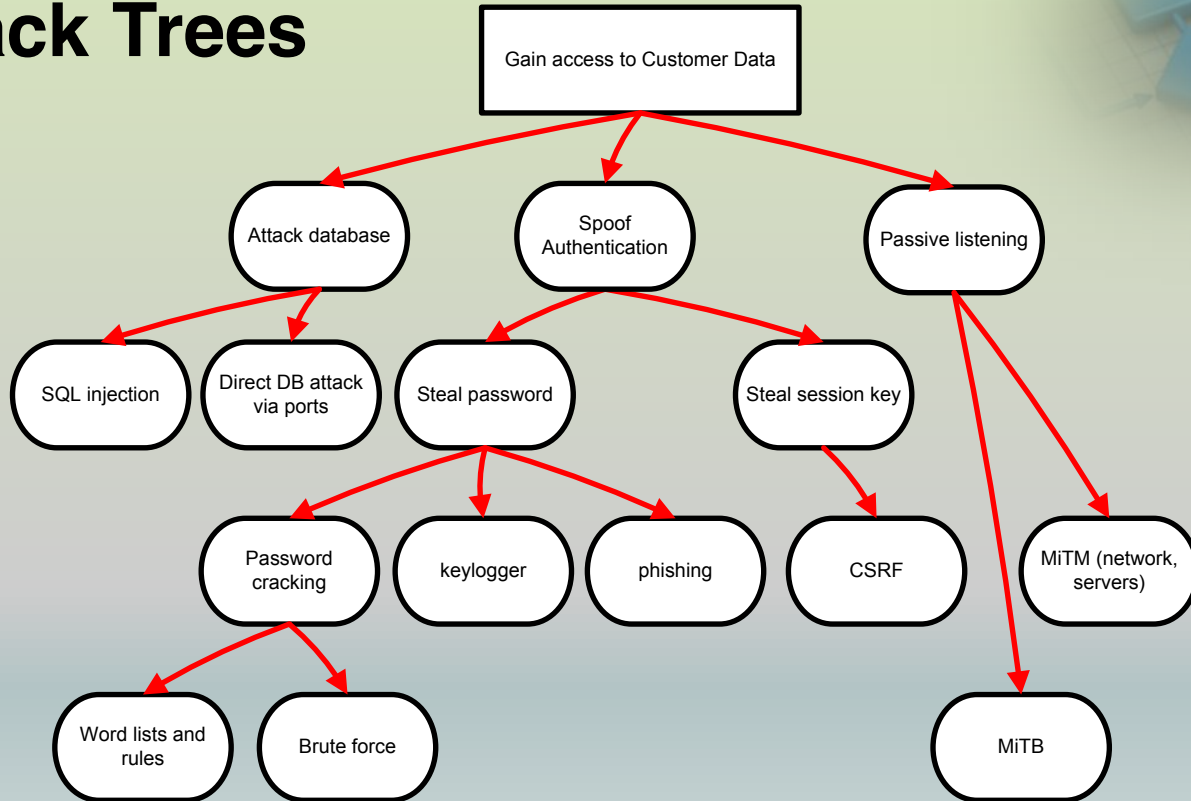 ack Trees
Gain access to Customer Data
Attack database
Spoof
Authentication
Passive listening
SQL injection
Direct DB attack
via ports
Steal password
Steal session key
Password
cracking
keylogger
phishing
CSRF
MiTM (network,
servers)
Word lists and
rules
Brute force
MiTB